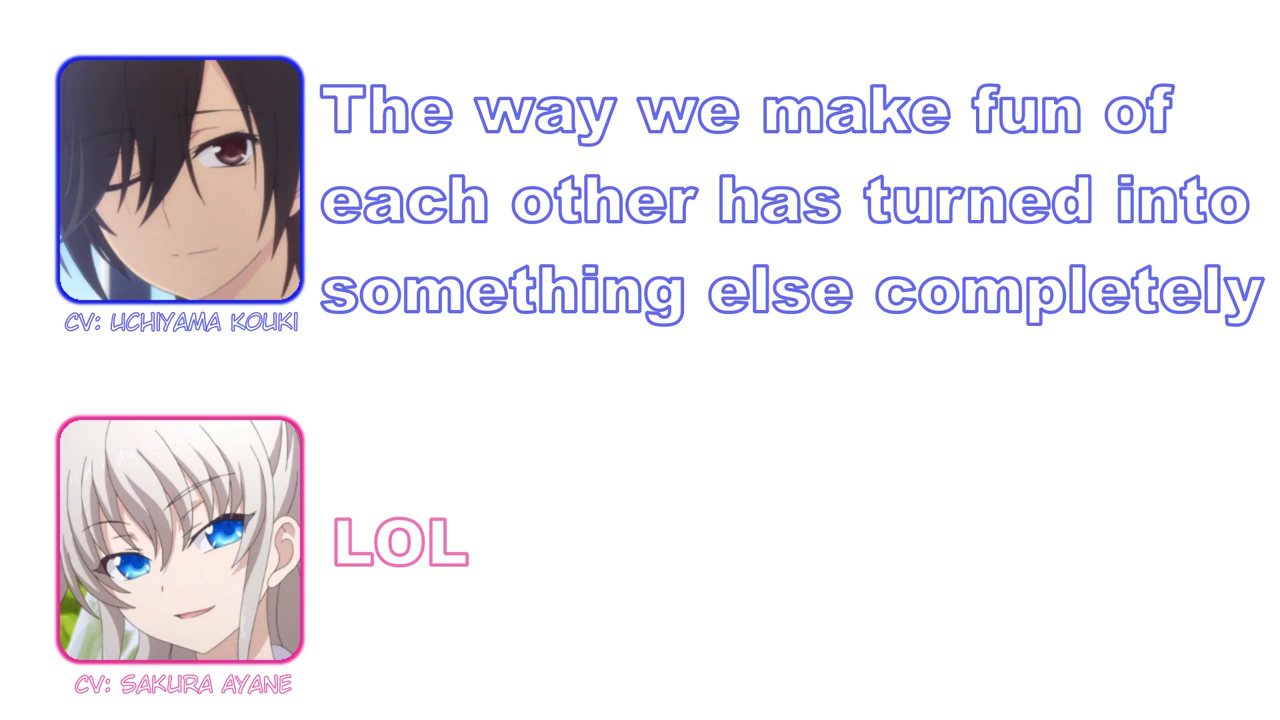 The way we make fun of
each other has turned into
something else completely
CV: UCHIYAMA KOUKI
LOL
CV: SAKURA AYANE